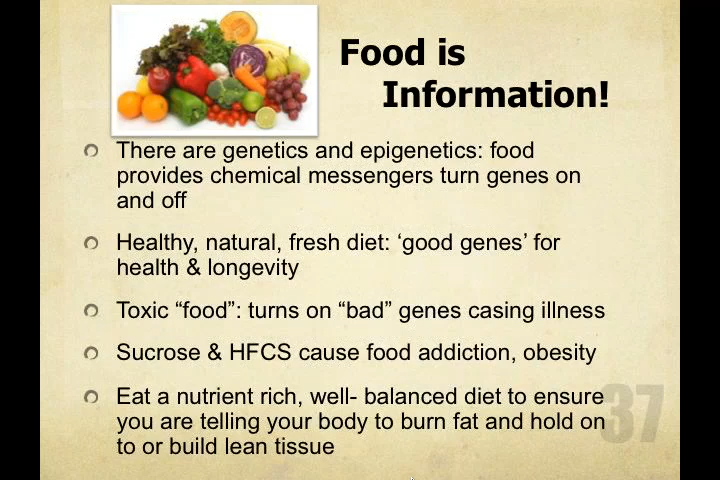 Food is
Information!
There are genetics and epigenetics: food
provides chemical messengers turn genes on
and off
Healthy, natural, fresh diet: ‘good genes’ for
health & longevity
Toxic “food”: turns on “bad” genes casing illness
Sucrose & HFCS cause food addiction, obesity
Eat a nutrient rich, well- balanced diet to ensure
you are telling your body to burn fat and hold on
to or build lean tissue
37